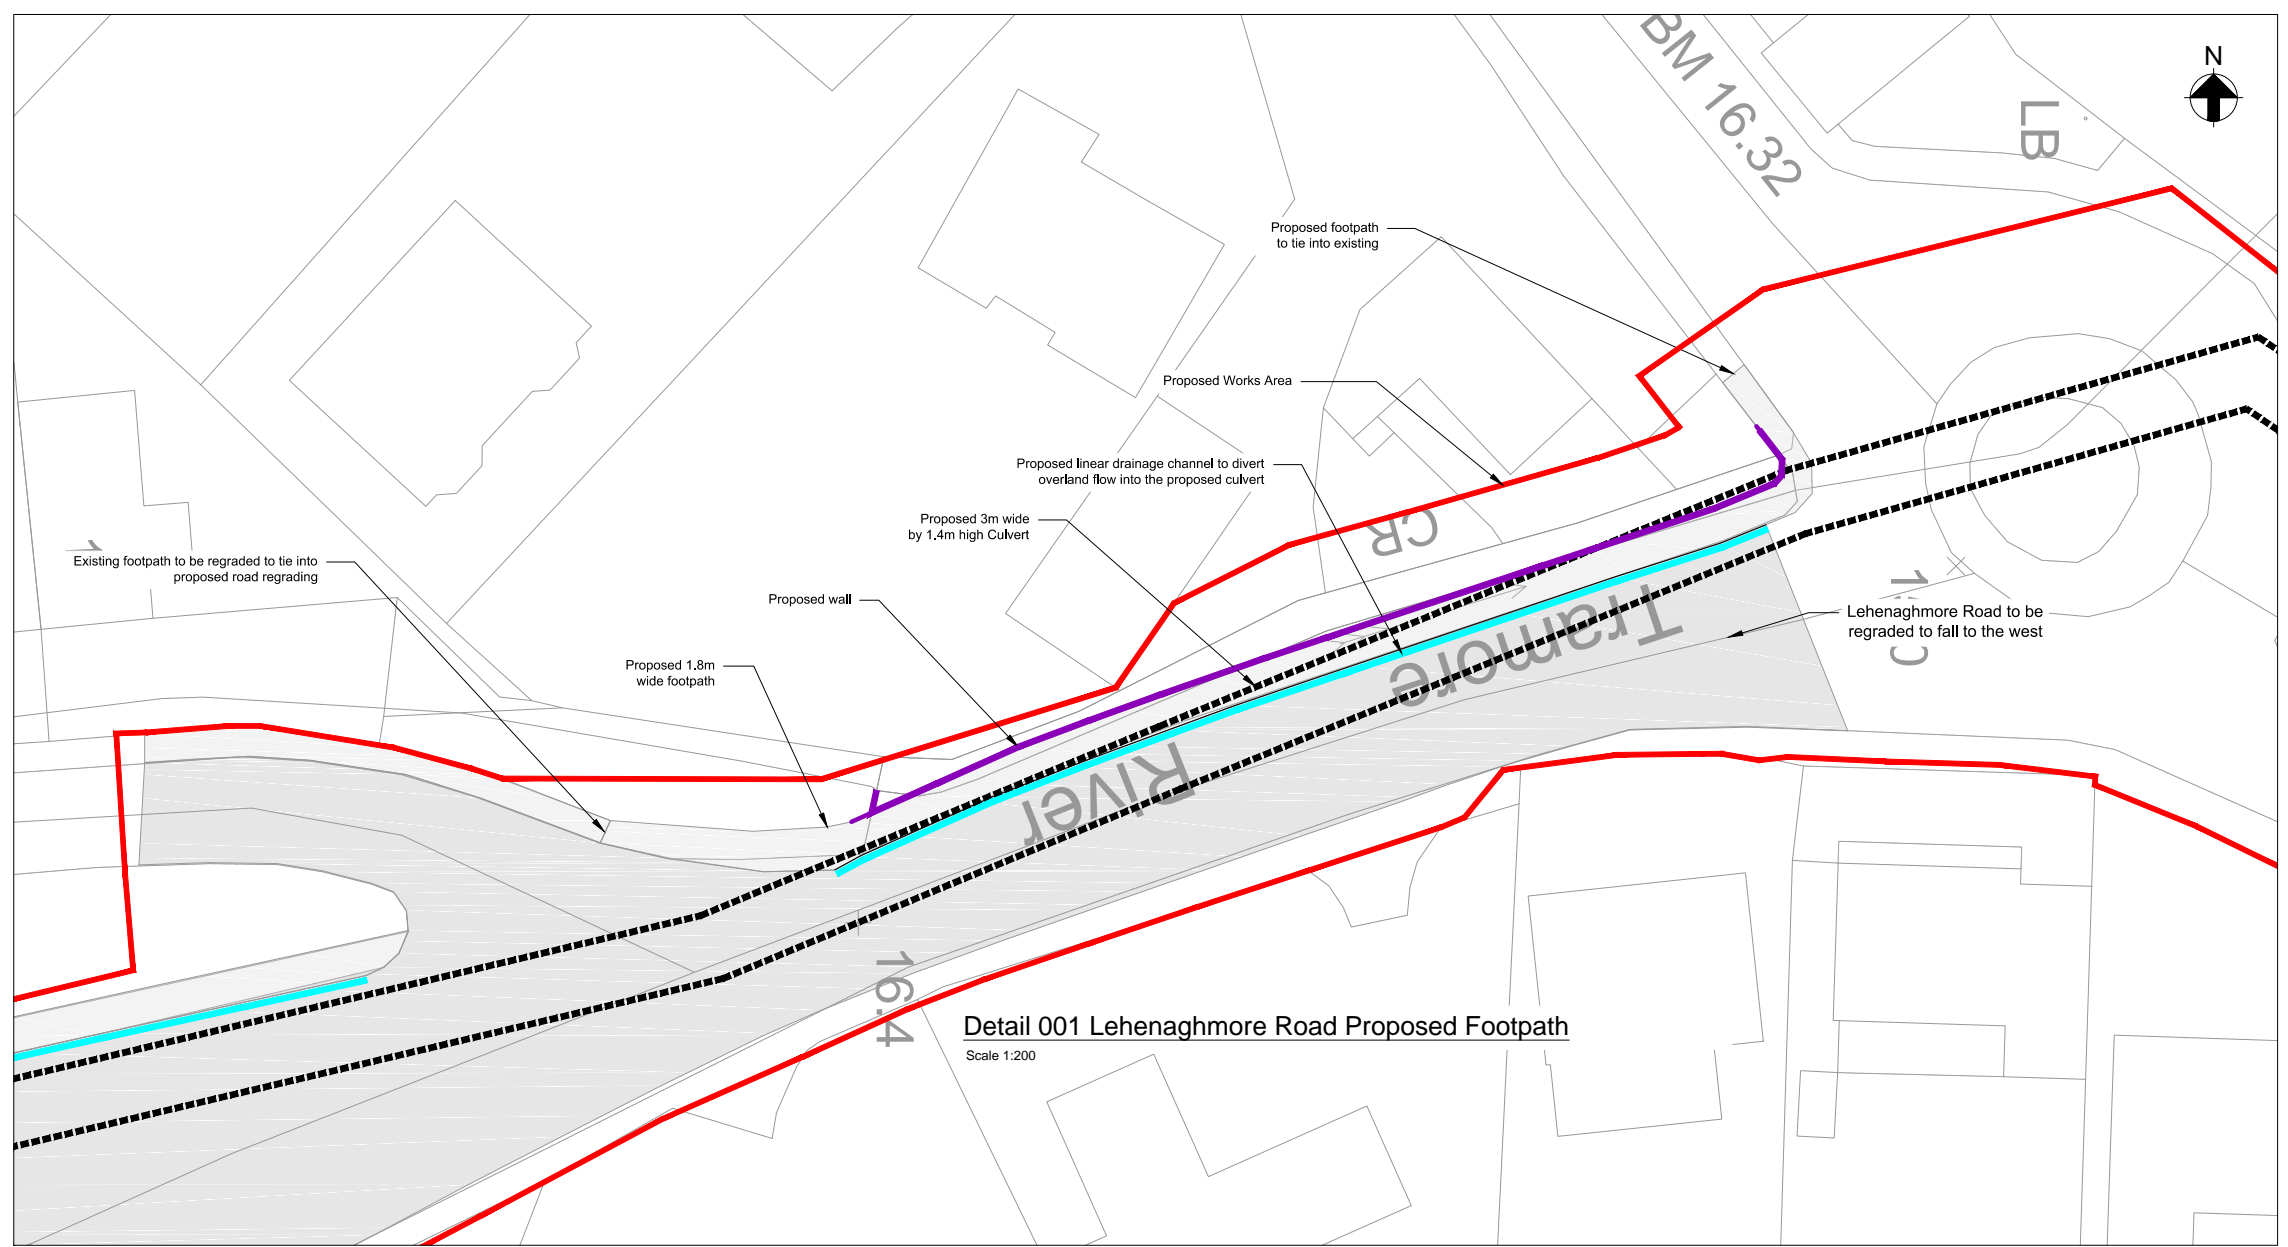 BM 16.32
LB
N
Proposed footpath
to tie into existing
Proposed Works Area
Proposed linear drainage channel to divert
overland flow into the proposed culvert
CR
Proposed 3m wide
by 1.4m high Culvert
Existing footpath to be regraded to tie into
proposed road regrading
Proposed wall
Lehenaghmore Road to be
regraded to fall to the west
Proposed 1.8m
wide footpath
River Tramore
16.4
Detail 001 Lehenaghmore Road Proposed Footpath
Scale 1:200